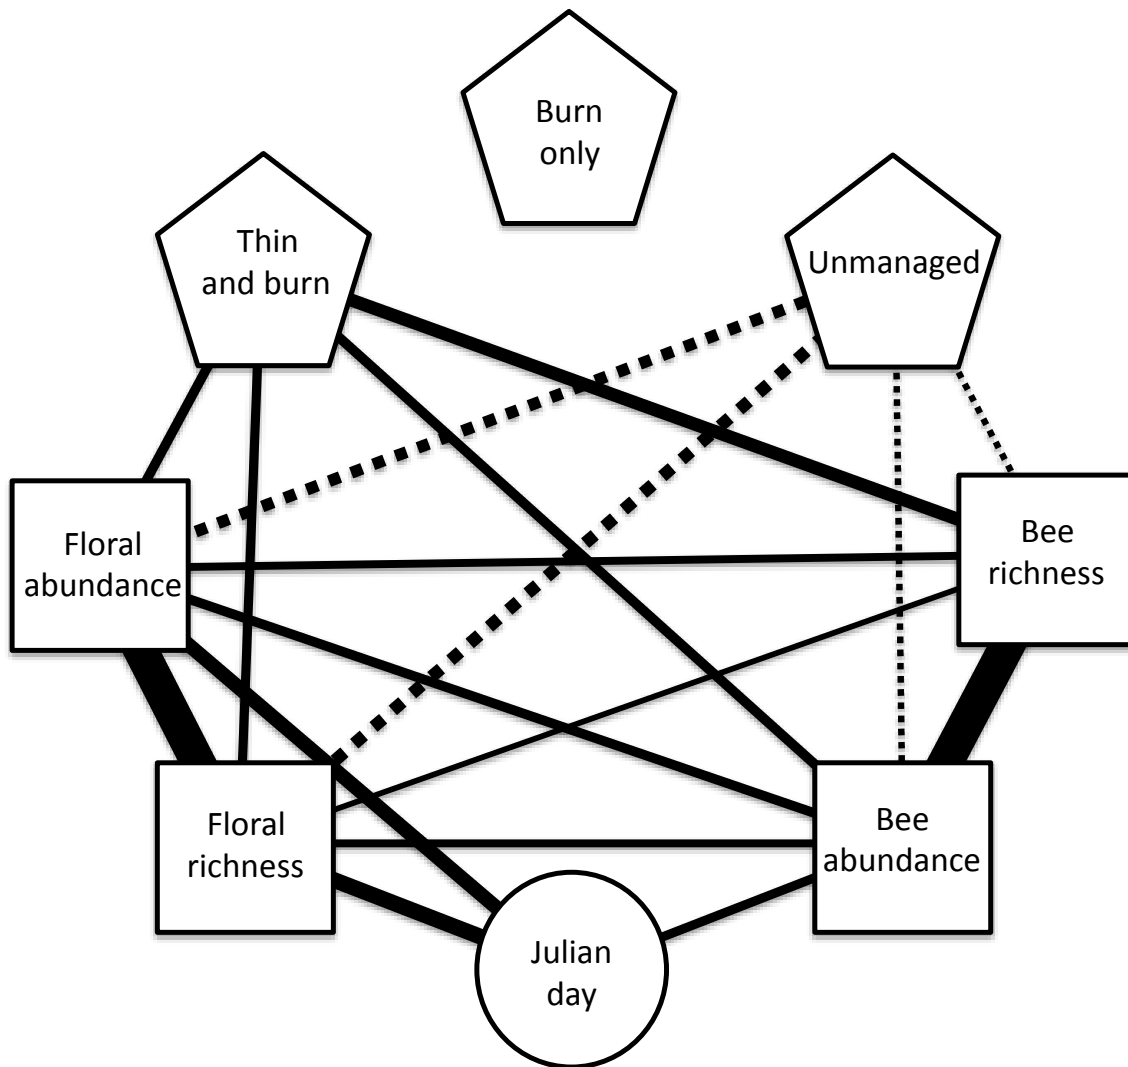 Burn
only
Thin
and burn
Unmanaged
Floral
abundance
Bee
richness
Floral
richness
Bee
abundance
Julian
day